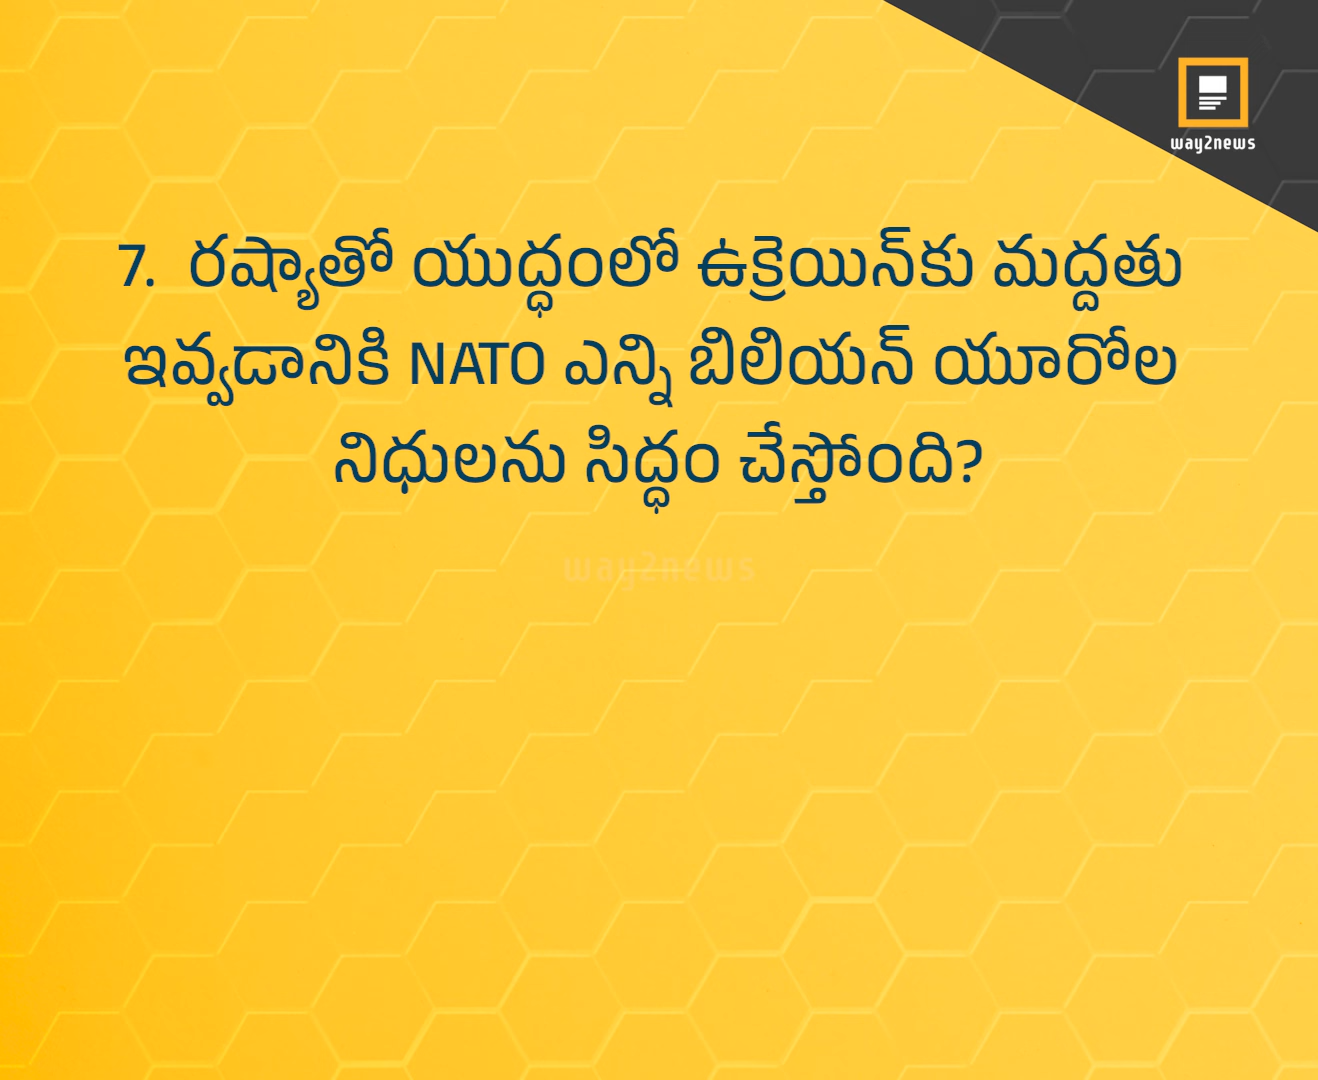 way2news
7. రష్యాతో యుద్ధంలో ఉక్రెయిన్‌కు మద్దతు
ఇవ్వడానికి NATO ఎన్ని బిలియన్ యూరోల
నిధులను సిద్ధం చేస్తోంది?
way2news